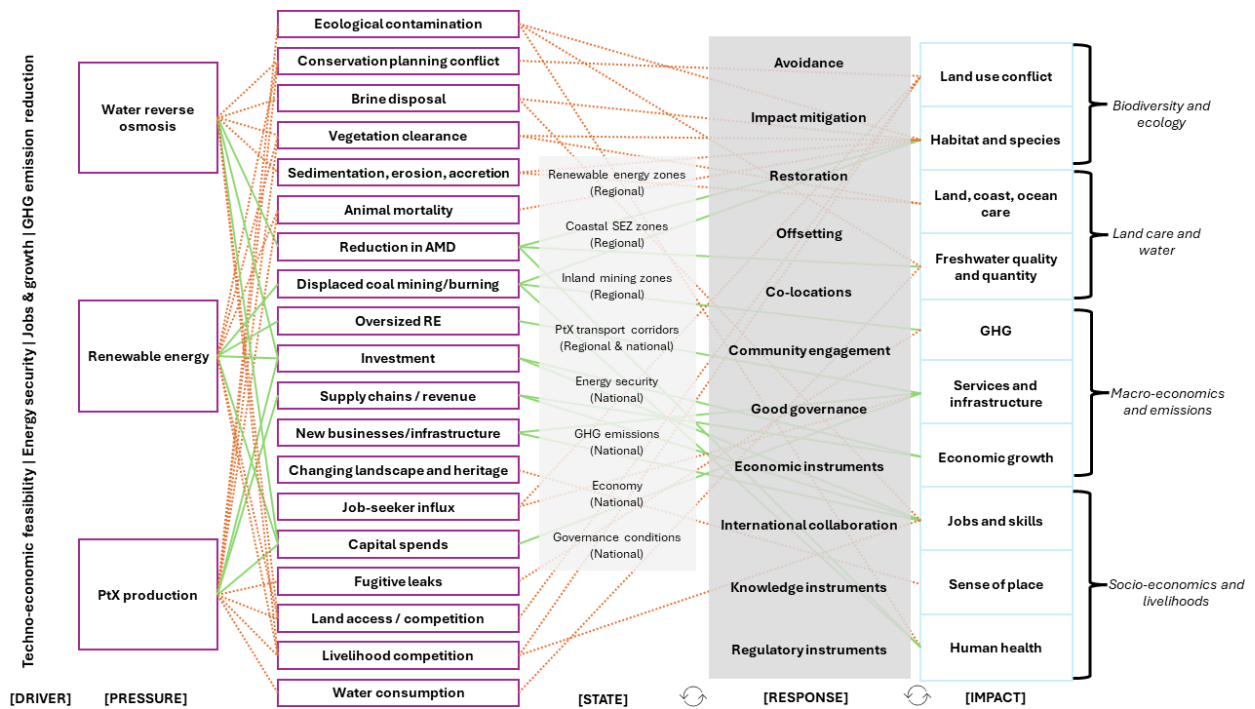 Techno-economic feasibility | Energy security | Jobs & growth | GHG emission reduction
Water reverse
osmosis
Renewable energy
PtX production
Ecological contamination
Conservation planning conflict
Brine disposal
Vegetation clearance
Sedimentation, erosion, accretion
Animal mortality
Reduction in AMD
Displaced coal mining/burning
Oversized RE
Investment
Supply chains / revenue
New businesses/infrastructure
Changing landscape and heritage
Job-seeker influx
Capital spends
Fugitive leaks
Land access / competition
Livelihood competition
Water consumption
Renewable energy zones
(Regional)
Coastal SEZ zones
(Regional)
Inland mining zones
(Regional)
PtX transport corridors
(Regional & national)
Energy security
(National)
GHG emissions
(National)
Economy
(National)
Governance conditions
(National)
Avoidance
Impact mitigation
Restoration
Offsetting
Co-locations
Community engagement
Good governance
Economic instruments
International collaboration
Knowledge instruments
Regulatory instruments
Land use conflict
Habitat and species
Land, coast, ocean
care
Freshwater quality
and quantity
GHG
Services and
infrastructure
Economic growth
Jobs and skills
Sense of place
Human health
Biodiversity and
ecology
Land care and
water
Macro-economics
and emissions
Socio-economics and
livelihoods
[DRIVER]
[PRESSURE]
[STATE]
[RESPONSE]
[IMPACT]